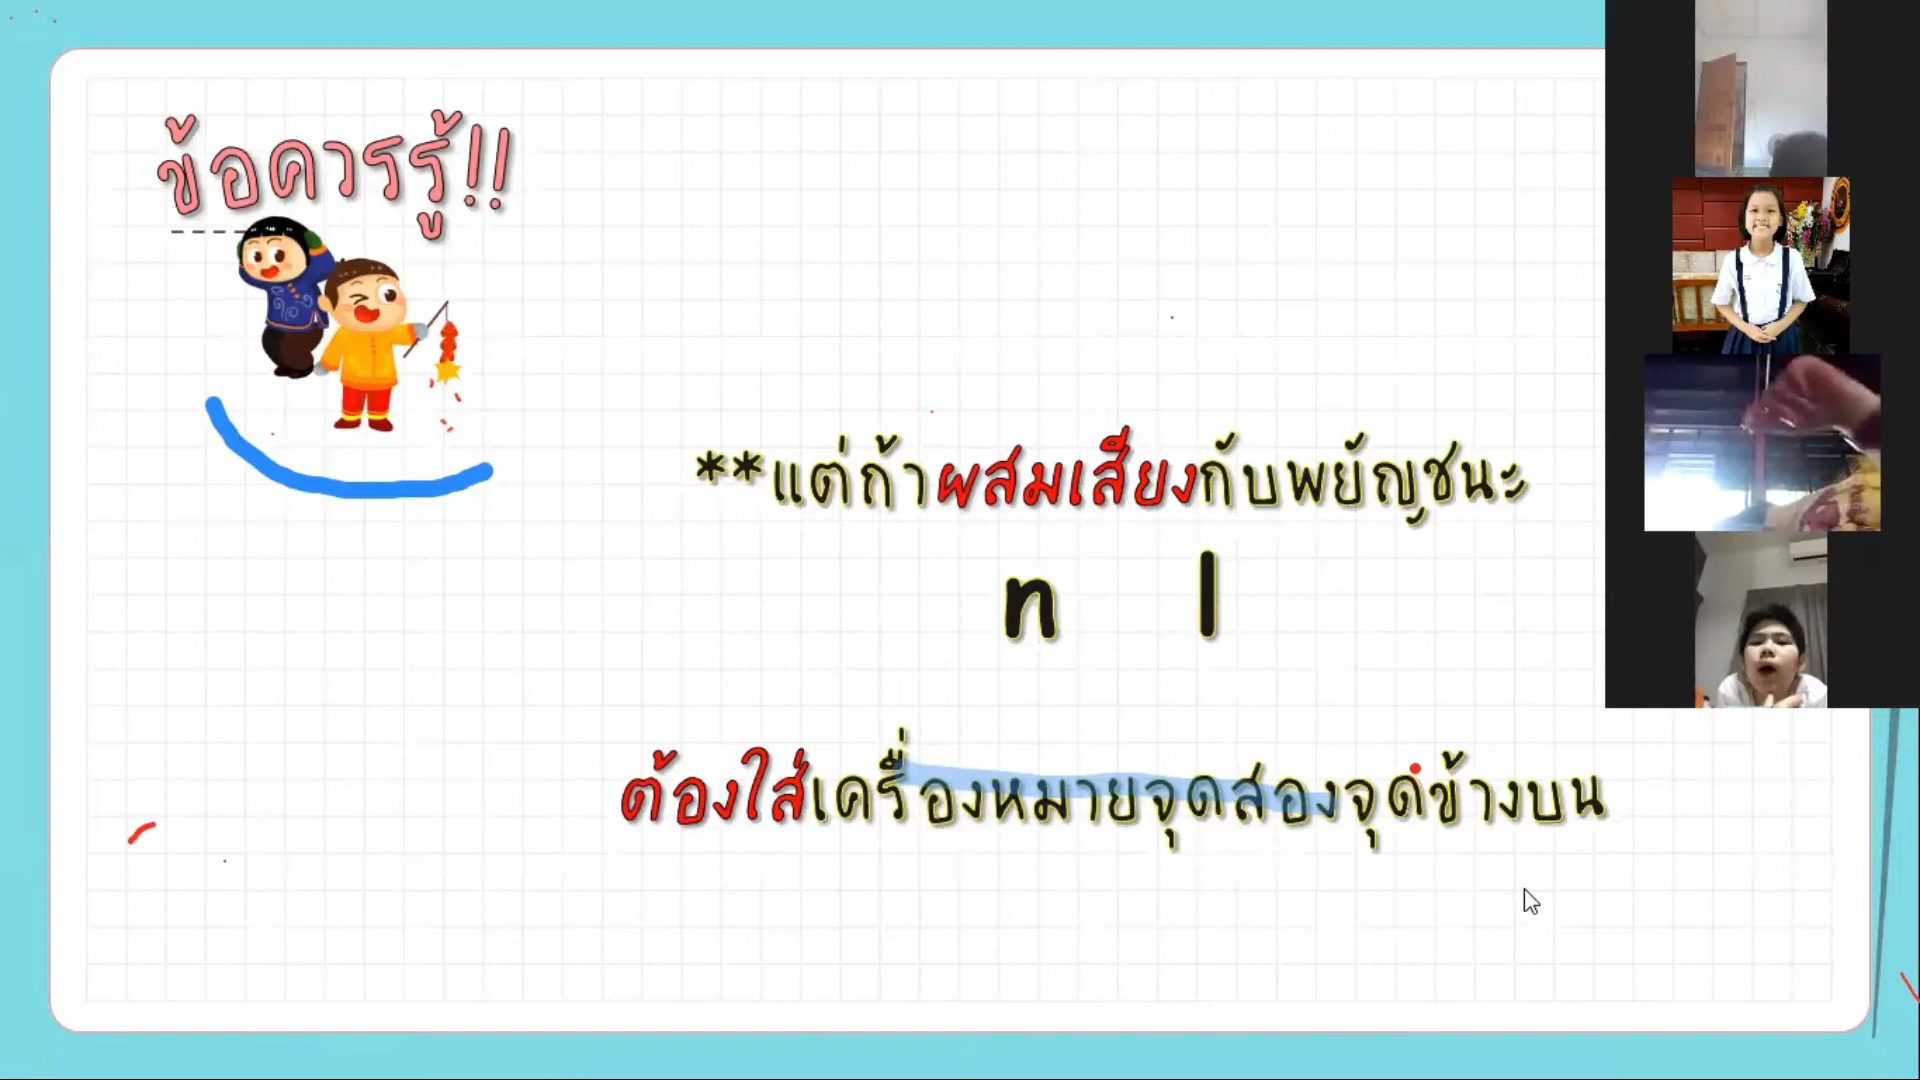 ข้อควรรู้!!
**แต่ถ้าผสมเสียงกับพยัญชนะ
n l
ต้องใส่เครื่องหมายจุดสองจุดข้างบน